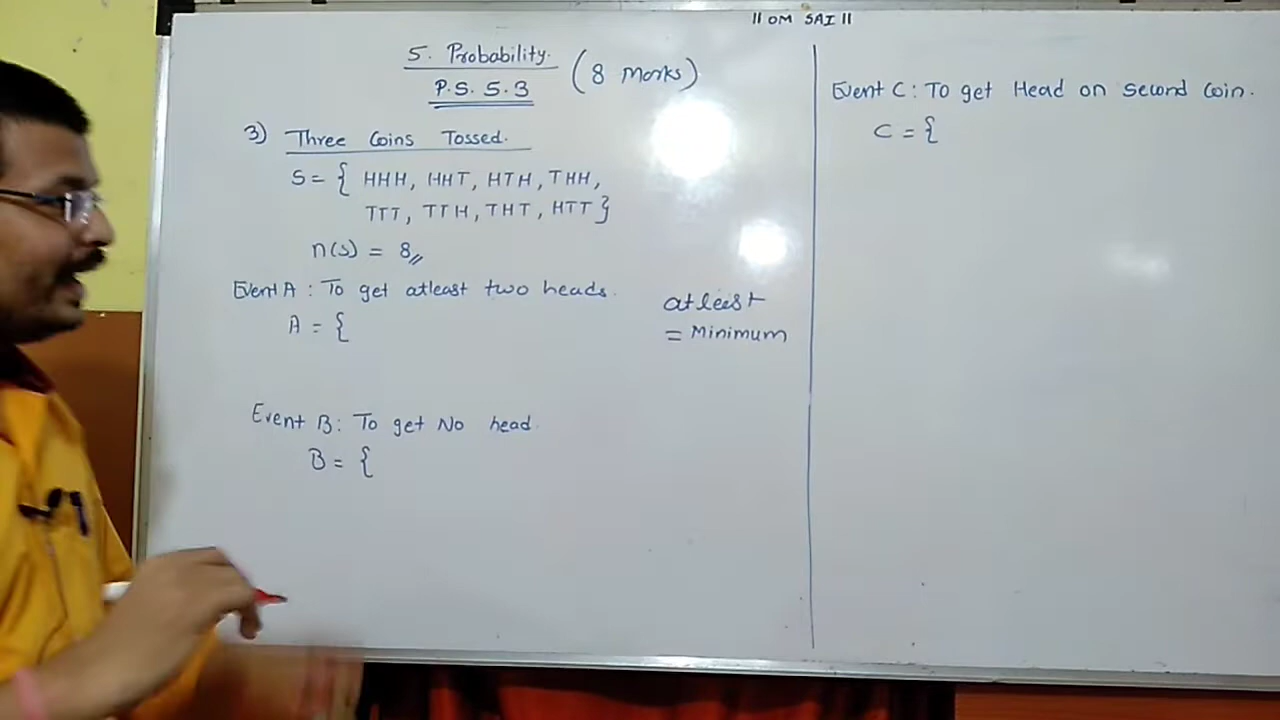 || OM SAI ||
5. Probability.
P.S. 5.3
(8 Marks)
3) Three Coins Tossed.
S = { HHH, HHT, HTH, THH,
TTT, TTH, THT, HTT }
n(s) = 8
Event A : To get atleast two heads.
A = {
atleast
= Minimum
Event B : To get No head.
B = {
Event C : To get Head on Second Coin.
C = {